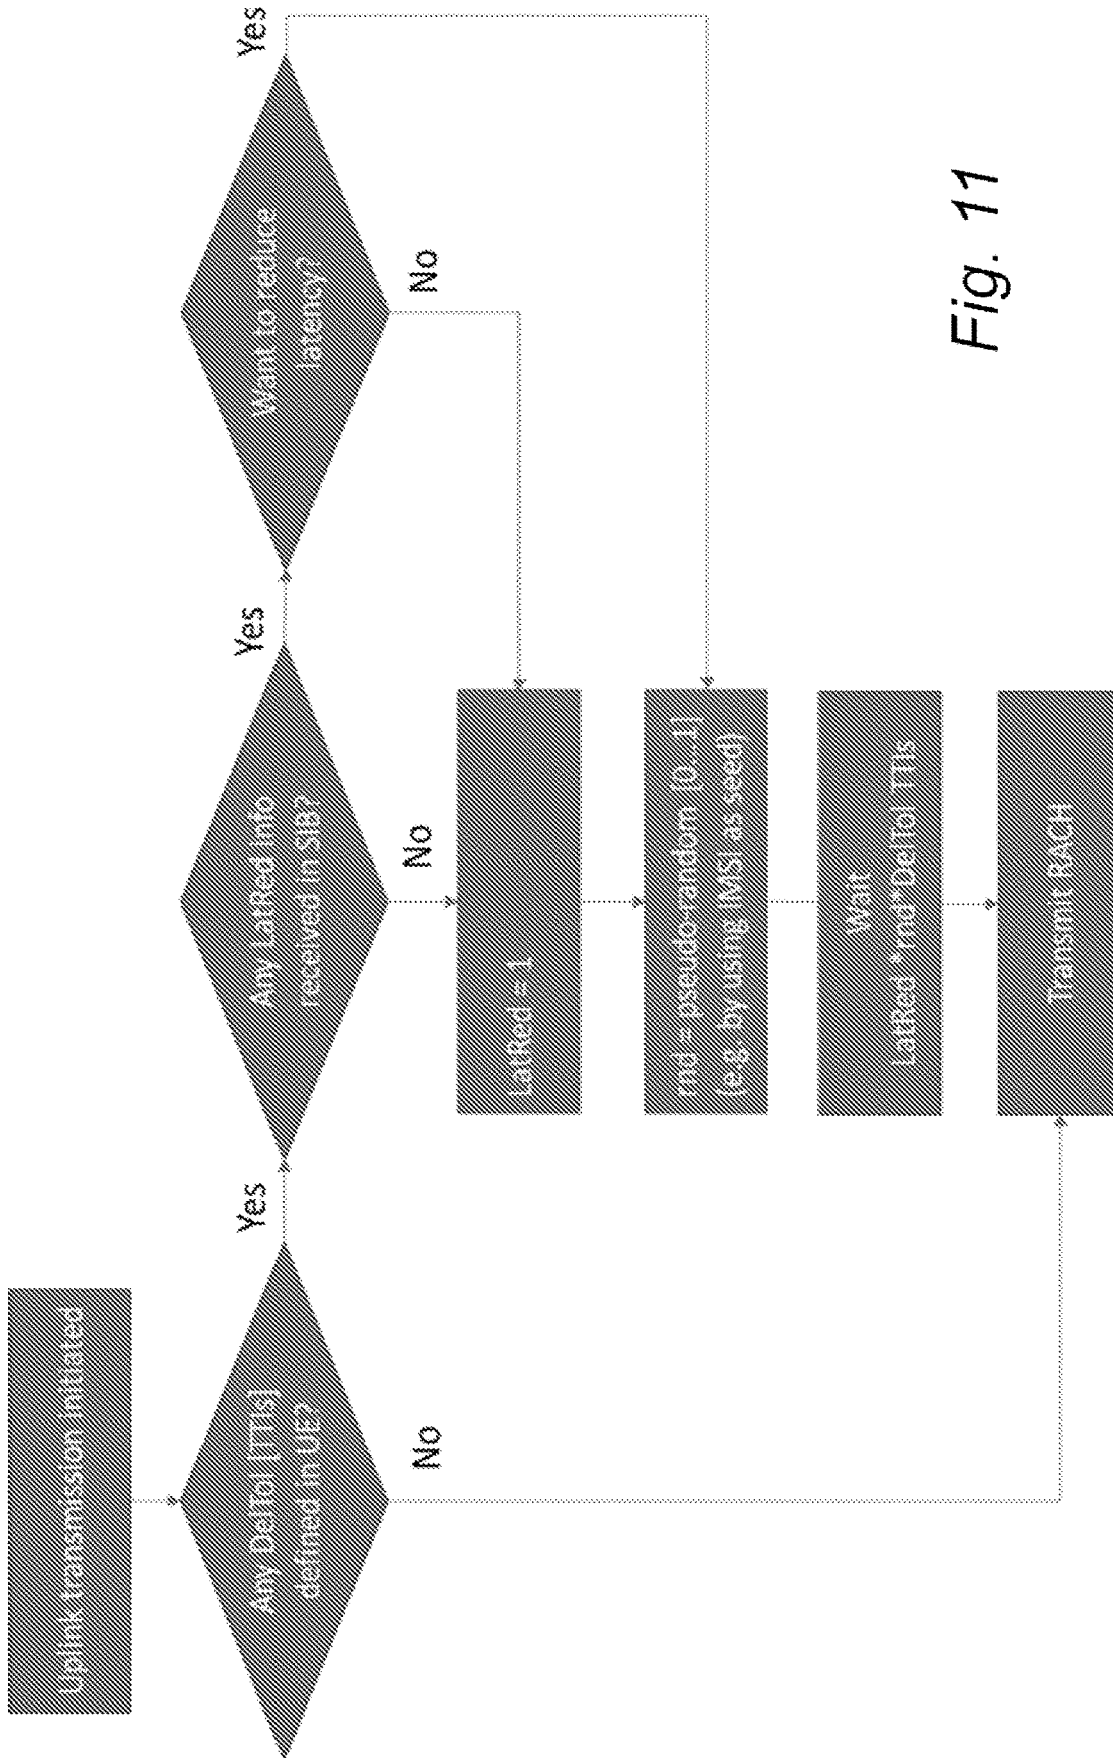 Uplink transmission initiated
Any DelTol [TTIs]
defined in UE?
Yes
No
Any LatRed info
received in SIB?
Yes
No
Want to reduce
latency?
Yes
No
LatRed = 1
rnd = pseudo-random [0...1]
(e.g. by using IMSI as seed)
Wait
LatRed *rnd*DelTol TTIs
Transmit RACH
Fig. 11